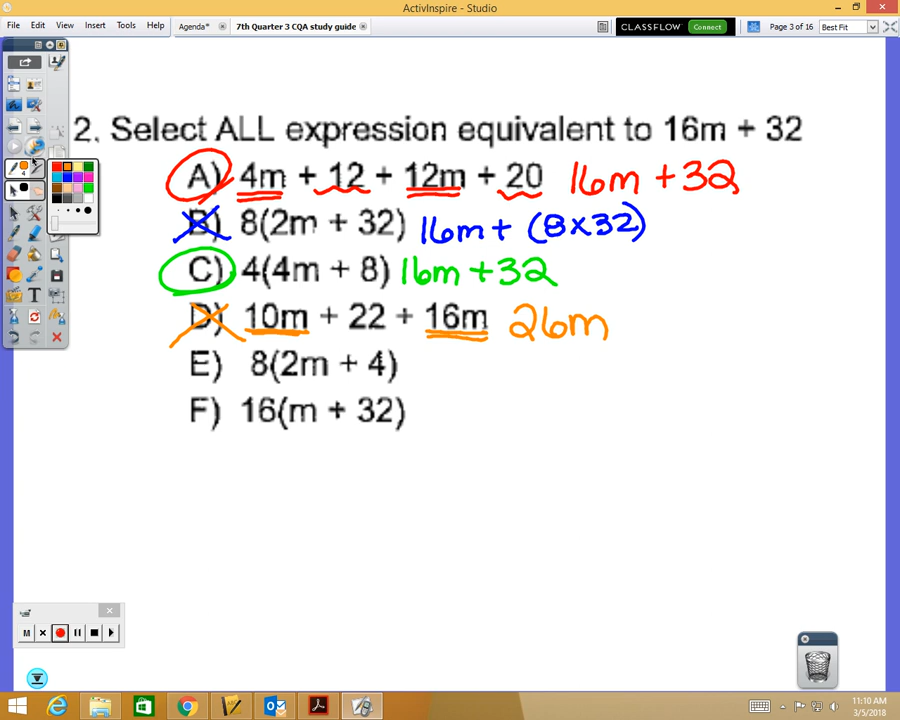 ActivInspire - Studio
File Edit View Insert Tools Help Agenda* 7th Quarter 3 CQA study guide CLASSFLOW Connect Page 3 of 16 Best Fit
2. Select ALL expression equivalent to 16m + 32
A) 4m + 12 + 12m + 20 16m + 32
B) 8(2m + 32) 16m + (8x32)
C) 4(4m + 8) 16m + 32
D) 10m + 22 + 16m 26m
E) 8(2m + 4)
F) 16(m + 32)
M
11:10 AM
3/5/2018